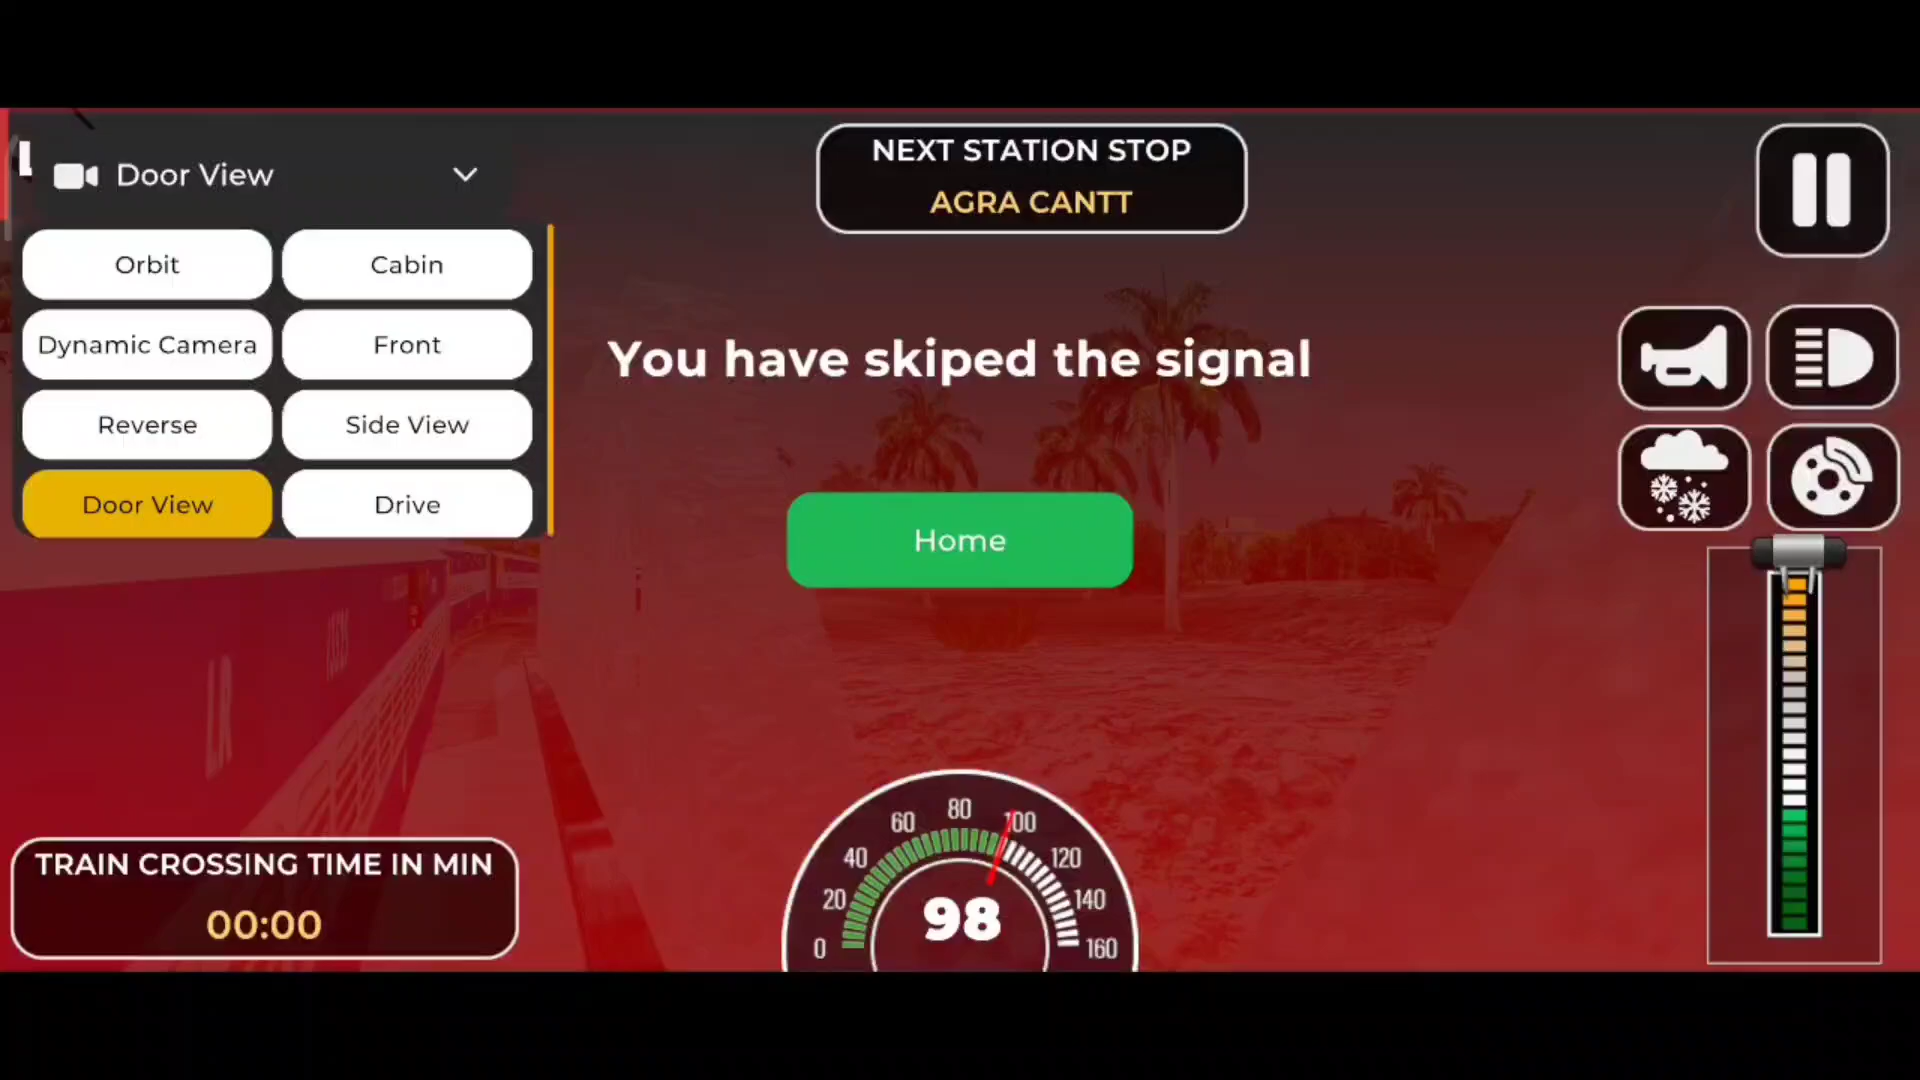 Door View
Orbit
Cabin
Dynamic Camera
Front
Reverse
Side View
Door View
Drive
NEXT STATION STOP
AGRA CANTT
You have skiped the signal
Home
TRAIN CROSSING TIME IN MIN
00:00
0
20
40
60
80
100
120
140
160
98
LR